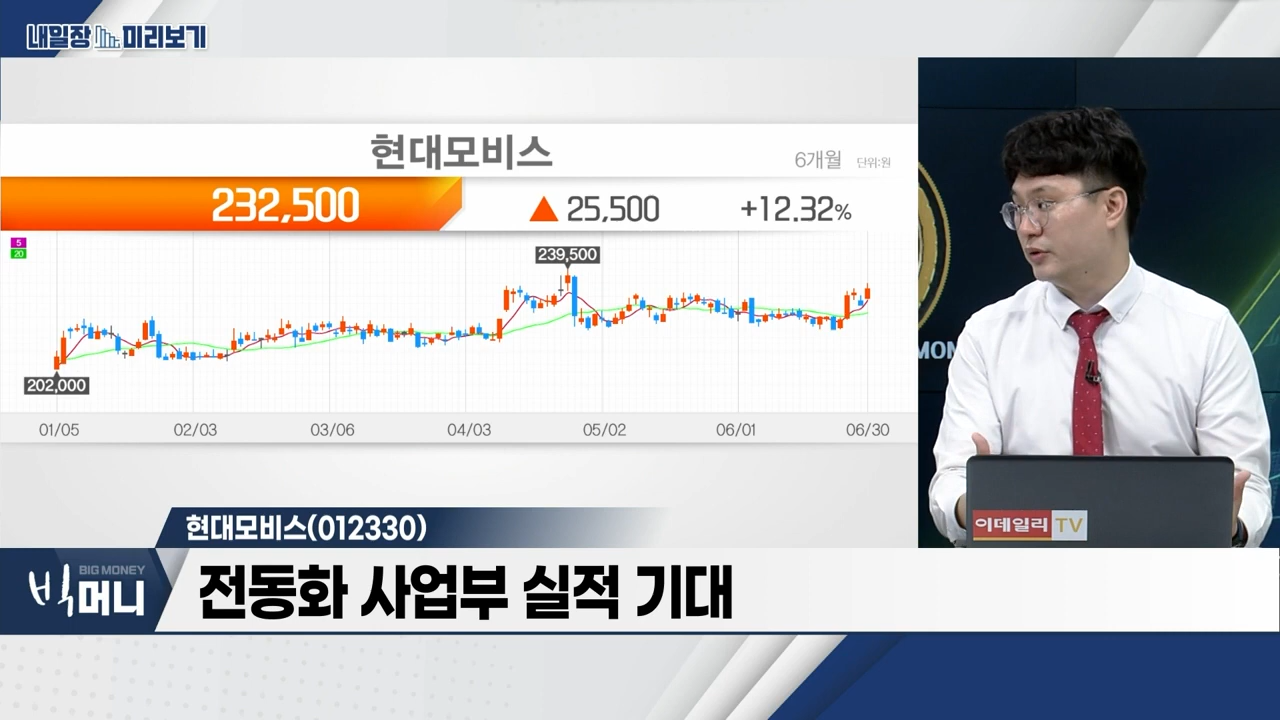 내일장 미리보기
현대모비스
6개월 단위:원
232,500 ▲ 25,500 +12.32%
5
20
239,500
202,000
01/05 02/03 03/06 04/03 05/02 06/01 06/30
MON
이데일리 TV
현대모비스(012330)
BIG MONEY
빅머니
전동화 사업부 실적 기대